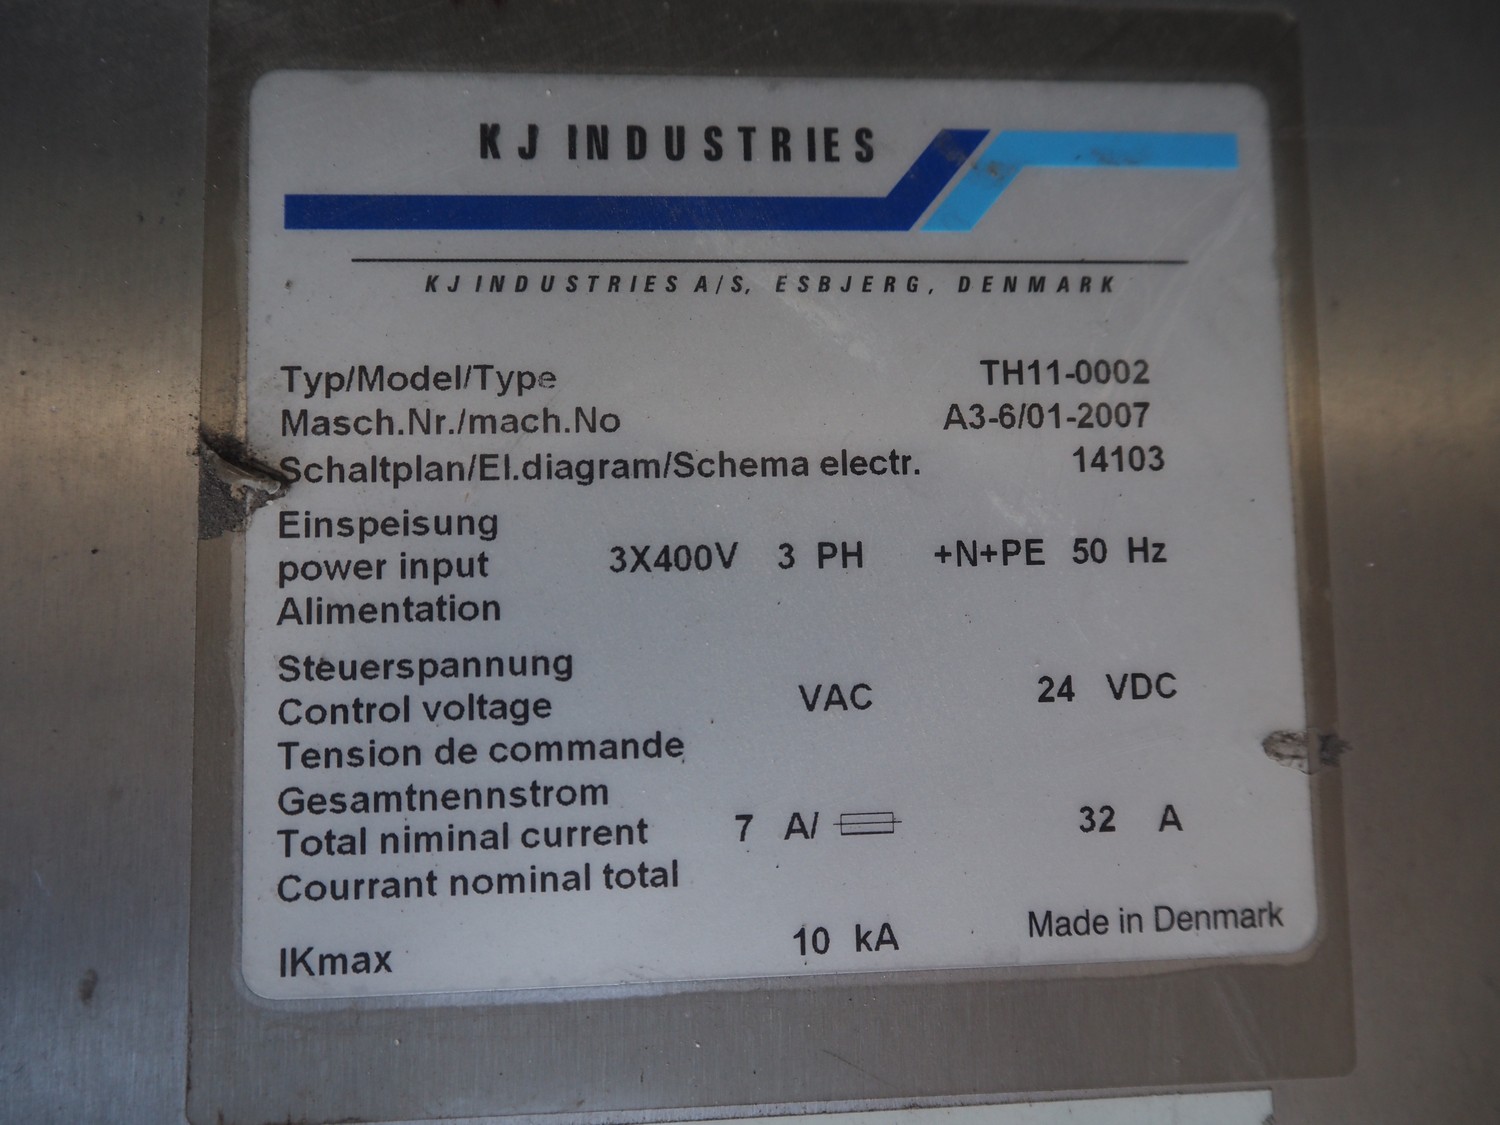 KJ INDUSTRIES
KJ INDUSTRIES A/S, ESBJERG, DENMARK
Typ/Model/Type TH11-0002
Masch.Nr./mach.No A3-6/01-2007
Schaltplan/El.diagram/Schema electr. 14103
Einspeisung
power input 3X400V 3 PH +N+PE 50 Hz
Alimentation
Steuerspannung
Control voltage VAC 24 VDC
Tension de commande
Gesamtnennstrom
Total niminal current 7 A/ 32 A
Courrant nominal total
IKmax 10 kA
Made in Denmark